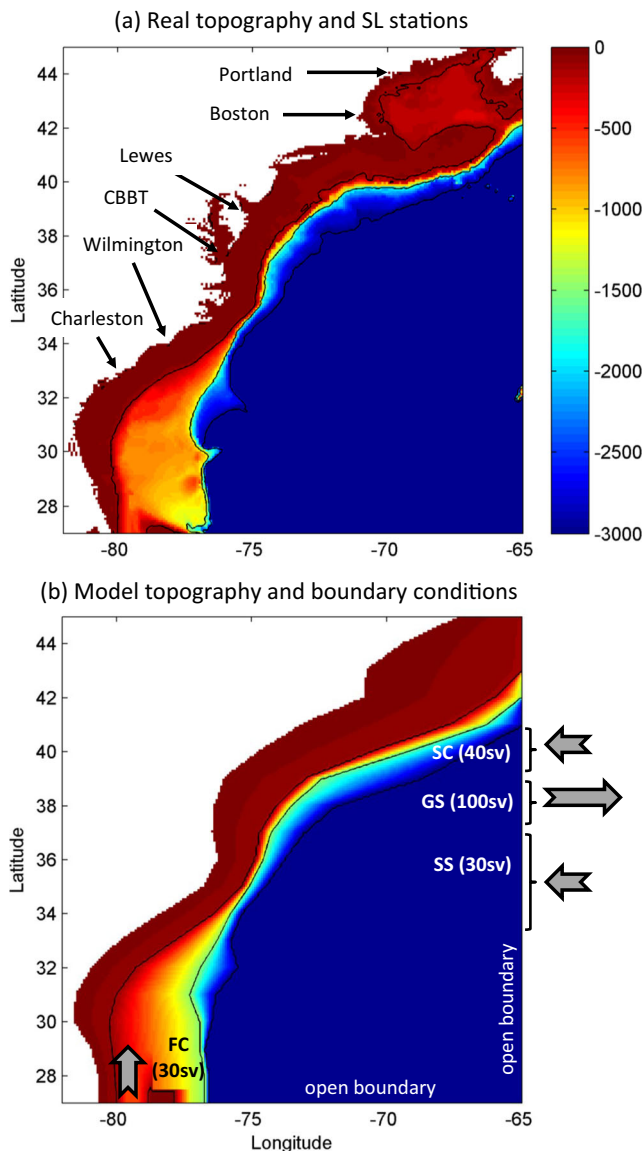 (a) Real topography and SL stations
Portland
Boston
Lewes
CBBT
Wilmington
Charleston
Latitude
44
42
40
38
36
34
32
30
28
-80
-75
-70
-65
0
-500
-1000
-1500
-2000
-2500
-3000
(b) Model topography and boundary conditions
SC (40sv)
GS (100sv)
SS (30sv)
FC
(30sv)
open boundary
open boundary
Latitude
44
42
40
38
36
34
32
30
28
-80
-75
-70
-65
Longitude